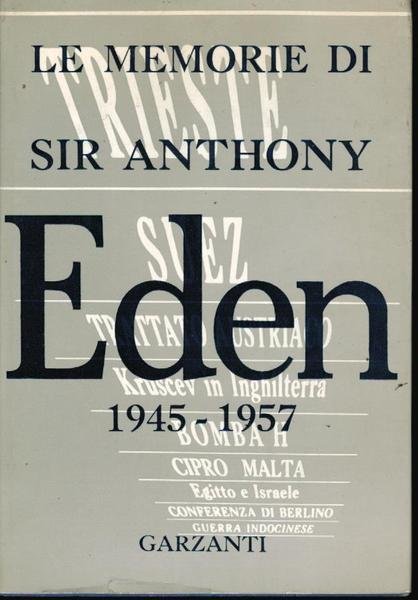 LE MEMORIE DI
TRIESTE
SIR ANTHONY
SUEZ
Eden
TRATTATO AUSTRIACO
Kruscev in Inghilterra
1945-1957
BOMBA H
CIPRO MALTA
Egitto e Israele
CONFERENZA DI BERLINO
GUERRA INDOCINESE
GARZANTI